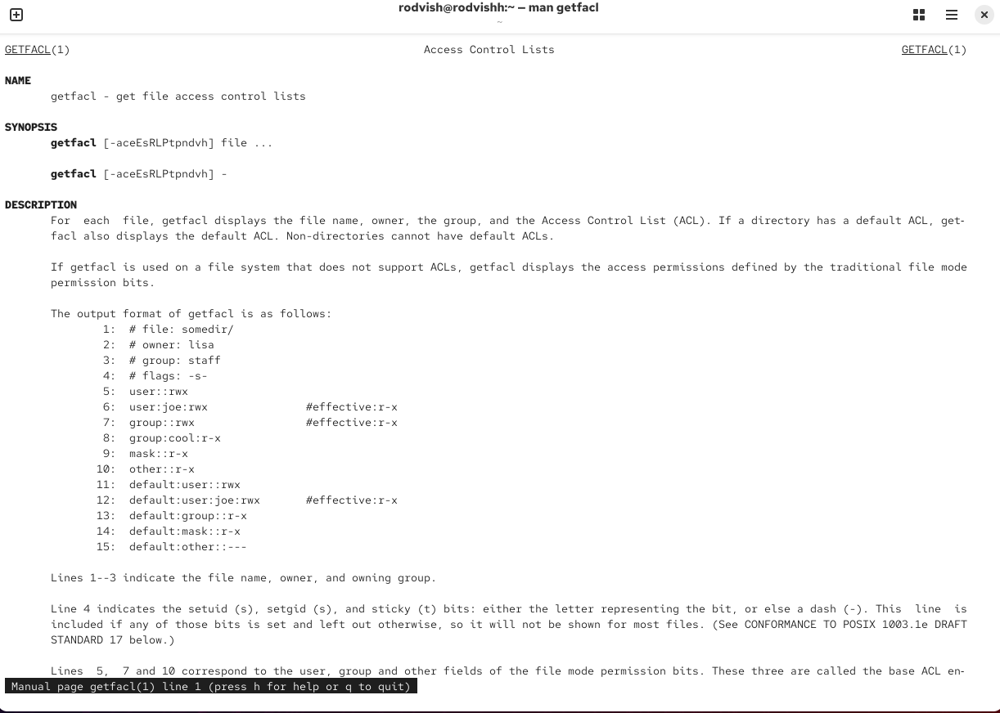 rodvish@rodvishh:~ — man getfacl
~
GETFACL(1)                    Access Control Lists                    GETFACL(1)
NAME
getfacl - get file access control lists
SYNOPSIS
getfacl [-aceEsRLPtpndvh] file ...
getfacl [-aceEsRLPtpndvh] -
DESCRIPTION
For  each  file, getfacl displays the file name, owner, the group, and the Access Control List (ACL). If a directory has a default ACL, get-
facl also displays the default ACL. Non-directories cannot have default ACLs.
If getfacl is used on a file system that does not support ACLs, getfacl displays the access permissions defined by the traditional file mode
permission bits.
The output format of getfacl is as follows:
1:  # file: somedir/
2:  # owner: lisa
3:  # group: staff
4:  # flags: -s-
5:  user::rwx
6:  user:joe:rwx               #effective:r-x
7:  group::rwx                 #effective:r-x
8:  group:cool:r-x
9:  mask::r-x
10:  other::r-x
11:  default:user::rwx
12:  default:user:joe:rwx       #effective:r-x
13:  default:group::r-x
14:  default:mask::r-x
15:  default:other::---
Lines 1--3 indicate the file name, owner, and owning group.
Line 4 indicates the setuid (s), setgid (s), and sticky (t) bits: either the letter representing the bit, or else a dash (-). This  line  is
included if any of those bits is set and left out otherwise, so it will not be shown for most files. (See CONFORMANCE TO POSIX 1003.1e DRAFT
STANDARD 17 below.)
Lines  5,  7 and 10 correspond to the user, group and other fields of the file mode permission bits. These three are called the base ACL en-
Manual page getfacl(1) line 1 (press h for help or q to quit)